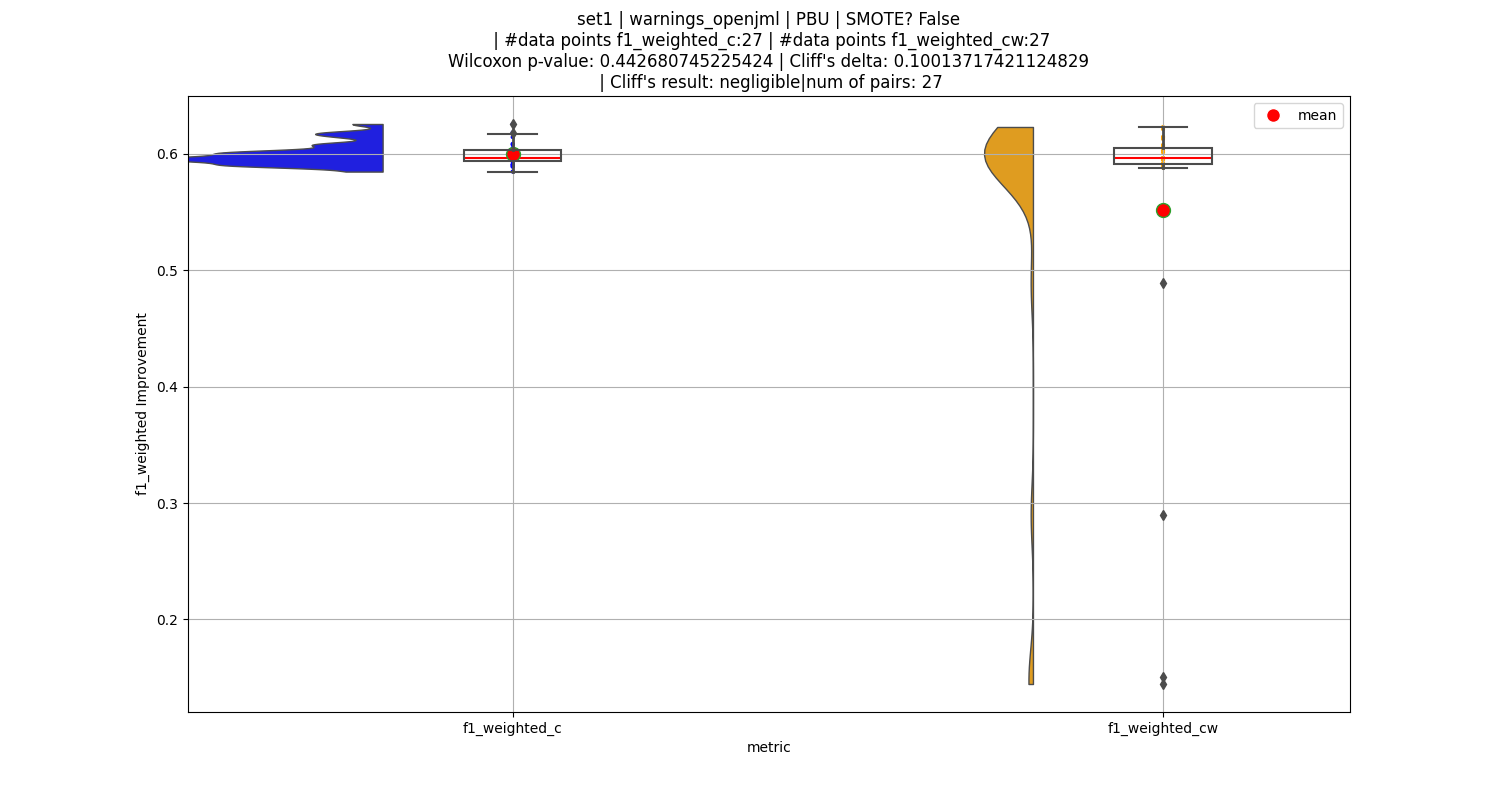 set1 | warnings_openjml | PBU | SMOTE? False
| #data points f1_weighted_c:27 | #data points f1_weighted_cw:27
Wilcoxon p-value: 0.442680745225424 | Cliff's delta: 0.10013717421124829
| Cliff's result: negligible|num of pairs: 27
mean
0.6
0.5
0.4
0.3
0.2
f1_weighted Improvement
f1_weighted_c
f1_weighted_cw
metric